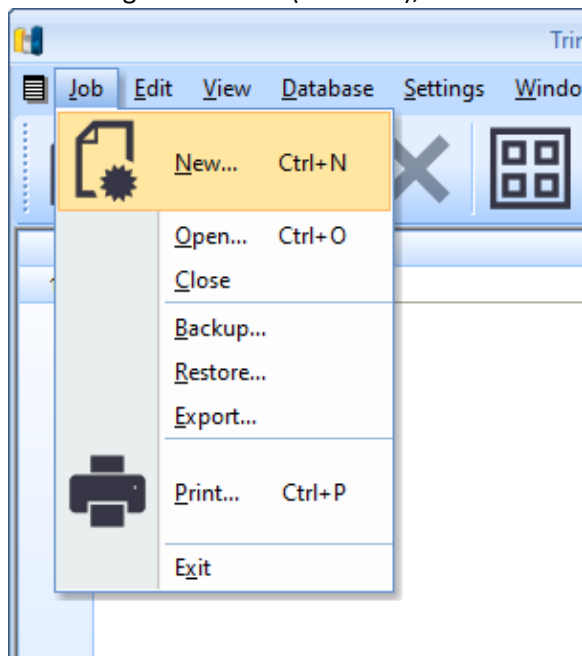 Trin
Job Edit View Database Settings Windo
New... Ctrl+N
Open... Ctrl+O
Close
Backup...
Restore...
Export...
Print... Ctrl+P
Exit